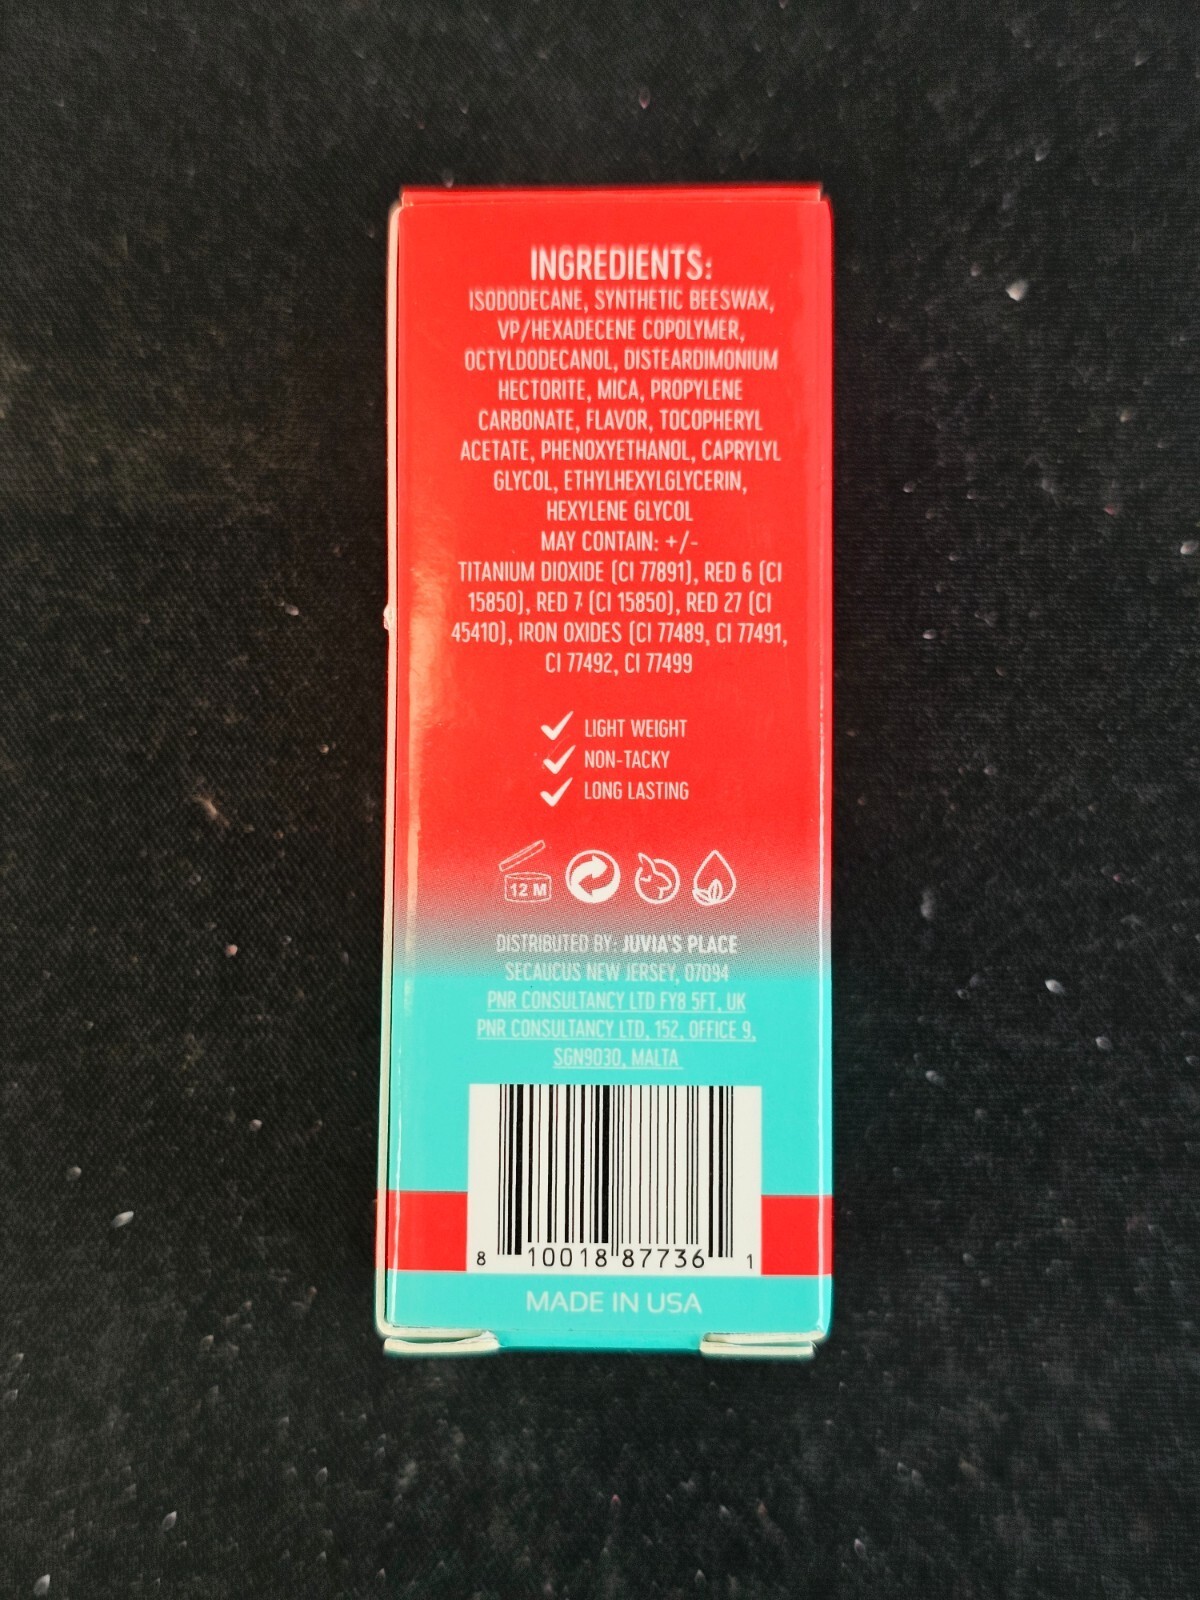 INGREDIENTS:
ISODODECANE, SYNTHETIC BEESWAX,
VP/HEXADECENE COPOLYMER,
OCTYLDODECANOL, DISTEARDIMONIUM
HECTORITE, MICA, PROPYLENE
CARBONATE, FLAVOR, TOCOPHERYL
ACETATE, PHENOXYETHANOL, CAPRYLYL
GLYCOL, ETHYLHEXYLGLYCERIN,
HEXYLENE GLYCOL
MAY CONTAIN: +/-
TITANIUM DIOXIDE (CI 77891), RED 6 (CI
15850), RED 7 (CI 15850), RED 27 (CI
45410), IRON OXIDES (CI 77489, CI 77491,
CI 77492, CI 77499
LIGHT WEIGHT
NON-TACKY
LONG LASTING
12 M
DISTRIBUTED BY: JUVIA'S PLACE
SECAUCUS NEW JERSEY, 07094
PNR CONSULTANCY LTD FY8 5FT, UK
PNR CONSULTANCY LTD, 152, OFFICE 9,
SGN9030, MALTA
8 10018 87736 1
MADE IN USA